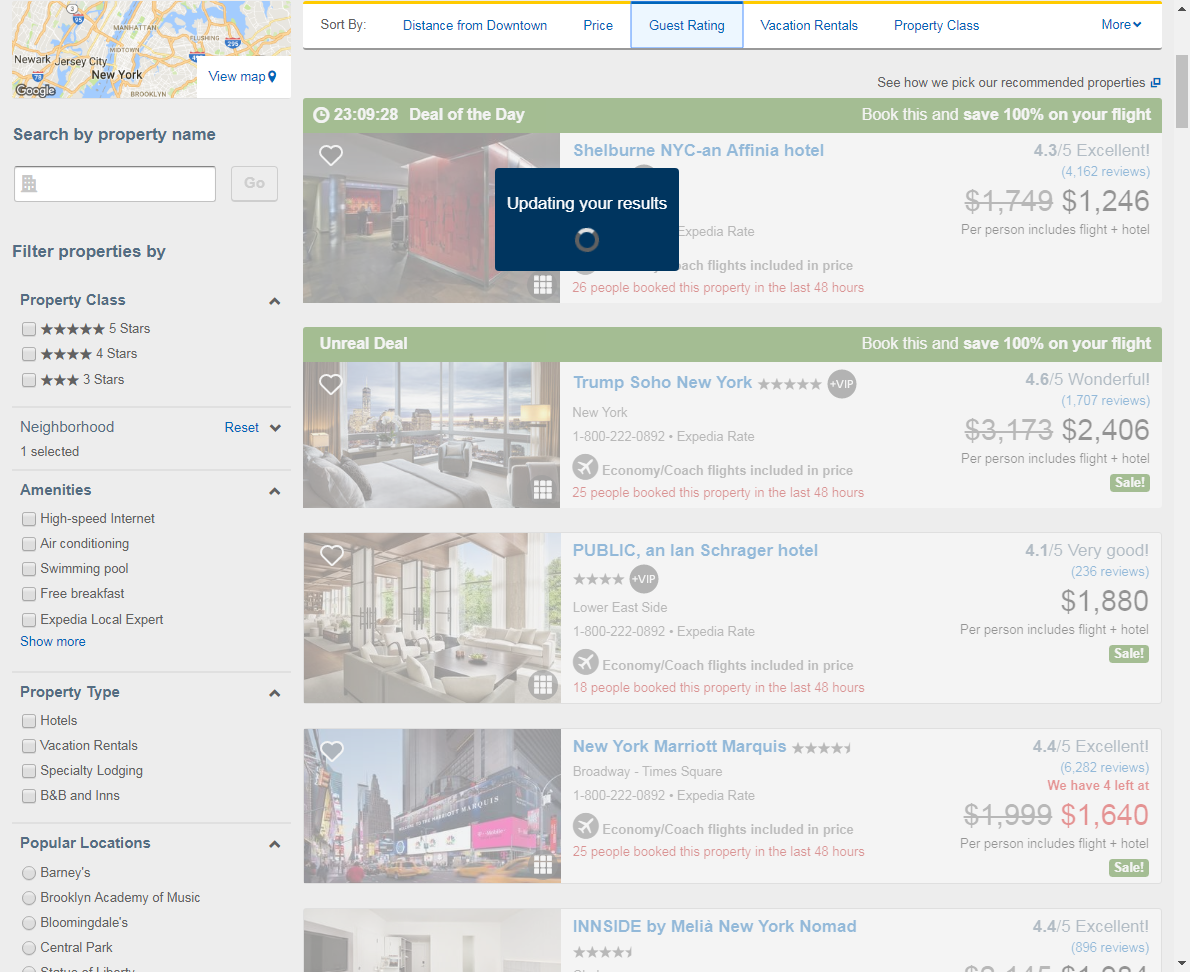 MANHATTAN
FLUSHING
MIDTOWN
Newark
Jersey City
New York
BROOKLYN
Google
3
95
295
78
View map
Search by property name
Go
Filter properties by
Property Class
★★★★★ 5 Stars
★★★★ 4 Stars
★★★ 3 Stars
Neighborhood Reset
1 selected
Amenities
High-speed Internet
Air conditioning
Swimming pool
Free breakfast
Expedia Local Expert
Show more
Property Type
Hotels
Vacation Rentals
Specialty Lodging
B&B and Inns
Popular Locations
Barney's
Brooklyn Academy of Music
Bloomingdale's
Central Park
Statue of Liberty
Sort By: Distance from Downtown Price Guest Rating Vacation Rentals Property Class More
See how we pick our recommended properties
23:09:28 Deal of the Day Book this and save 100% on your flight
Shelburne NYC-an Affinia hotel 4.3/5 Excellent!
(4,162 reviews)
$1,749 $1,246
Updating your results
Expedia Rate Per person includes flight + hotel
flights included in price
26 people booked this property in the last 48 hours
Unreal Deal Book this and save 100% on your flight
Trump Soho New York ★★★★★ +VIP 4.6/5 Wonderful!
(1,707 reviews)
New York
$3,173 $2,406
1-800-222-0892 • Expedia Rate
Per person includes flight + hotel
Economy/Coach flights included in price
Sale!
25 people booked this property in the last 48 hours
PUBLIC, an Ian Schrager hotel 4.1/5 Very good!
★★★★ +VIP (236 reviews)
Lower East Side $1,880
1-800-222-0892 • Expedia Rate Per person includes flight + hotel
Economy/Coach flights included in price Sale!
18 people booked this property in the last 48 hours
New York Marriott Marquis 4.4/5 Excellent!
Broadway - Times Square (6,282 reviews)
We have 4 left at
1-800-222-0892 • Expedia Rate
$1,999 $1,640
Economy/Coach flights included in price
Per person includes flight + hotel
25 people booked this property in the last 48 hours
Sale!
WELCOME TO THE MARRIOTT MARQUIS
INNSIDE by Melià New York Nomad 4.4/5 Excellent!
(896 reviews)